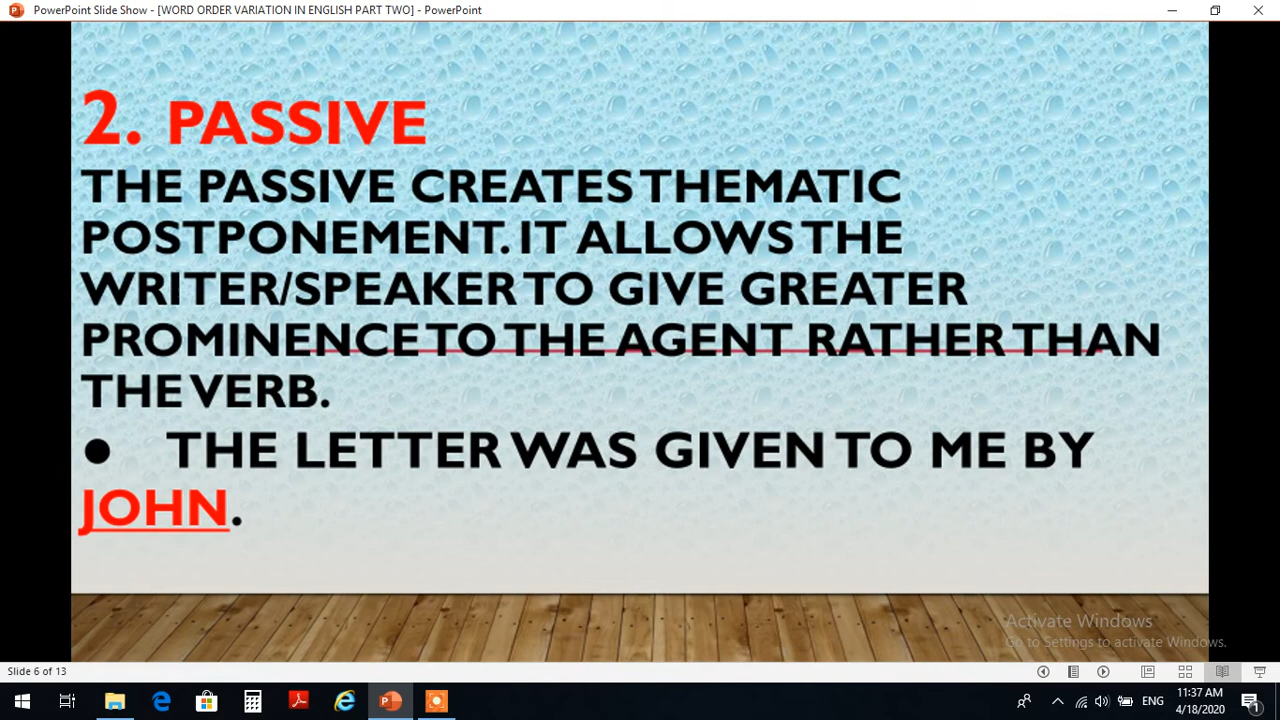 PowerPoint Slide Show - [WORD ORDER VARIATION IN ENGLISH PART TWO] - PowerPoint
2. PASSIVE
THE PASSIVE CREATES THEMATIC
POSTPONEMENT. IT ALLOWS THE
WRITER/SPEAKER TO GIVE GREATER
PROMINENCE TO THE AGENT RATHER THAN
THE VERB.
● THE LETTER WAS GIVEN TO ME BY
JOHN.
Activate Windows
Go to Settings to activate Windows.
Slide 6 of 13
ENG
11:37 AM
4/18/2020
1